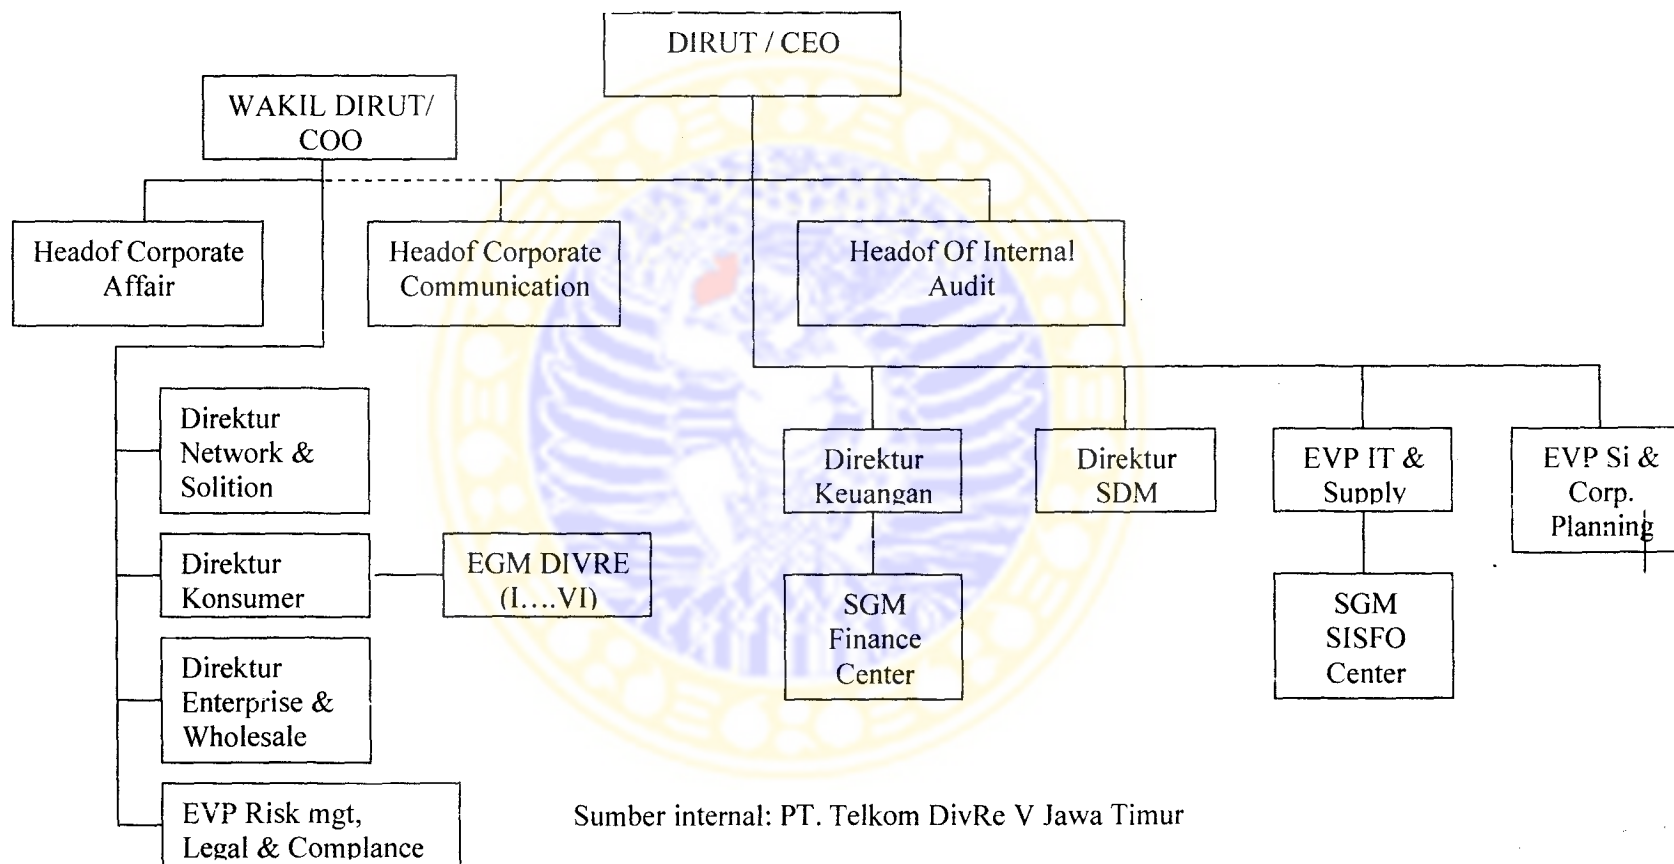 DIRUT / CEO
WAKIL DIRUT/
COO
Headof Corporate
Affair
Headof Corporate
Communication
Headof Of Internal
Audit
Direktur
Network &
Solition
Direktur
Konsumer
EGM DIVRE
(I….VI)
Direktur
Enterprise &
Wholesale
EVP Risk mgt,
Legal & Complance
Direktur
Keuangan
Direktur
SDM
EVP IT &
Supply
EVP Si &
Corp.
Planning
SGM
Finance
Center
SGM
SISFO
Center
Sumber internal: PT. Telkom DivRe V Jawa Timur